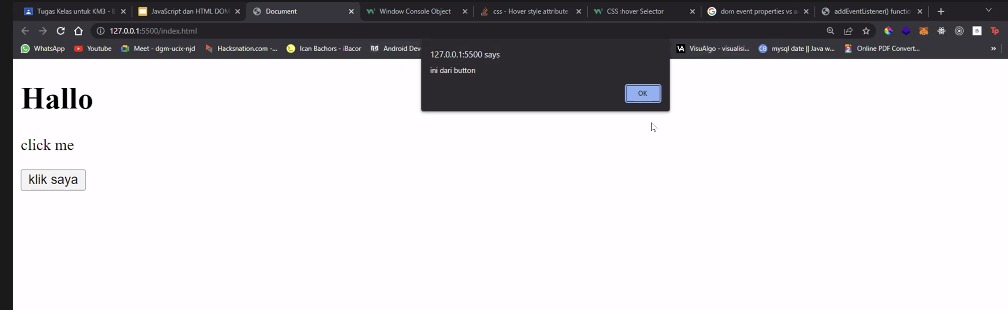 Tugas Kelas untuk KM3 - I
JavaScript dan HTML DOM
Document
Window Console Object
css - Hover style attribute
CSS :hover Selector
dom event properties vs a
addEventListener() functio
127.0.0.1:5500/index.html
WhatsApp
Youtube
Meet - dgm-ucix-njd
Hacksnation.com -...
Ican Bachors - iBacor
Android Dev
VisuAlgo - visualisi...
mysql date || Java w...
Online PDF Convert...
»
127.0.0.1:5500 says
ini dari button
OK
Hallo
click me
klik saya